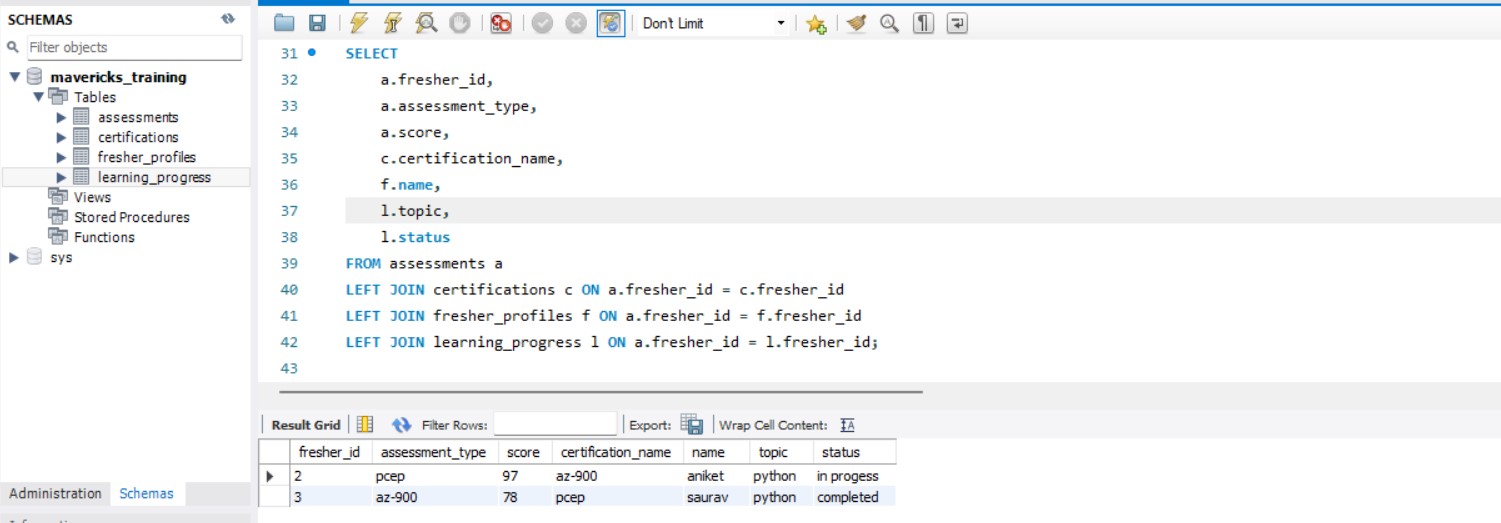 SCHEMAS
Filter objects
mavericks_training
Tables
assessments
certifications
fresher_profiles
learning_progress
Views
Stored Procedures
Functions
sys
Administration Schemas
Don't Limit
31 SELECT
32 a.fresher_id,
33 a.assessment_type,
34 a.score,
35 c.certification_name,
36 f.name,
37 l.topic,
38 l.status
39 FROM assessments a
40 LEFT JOIN certifications c ON a.fresher_id = c.fresher_id
41 LEFT JOIN fresher_profiles f ON a.fresher_id = f.fresher_id
42 LEFT JOIN learning_progress l ON a.fresher_id = l.fresher_id;
43
Result Grid Filter Rows: Export: Wrap Cell Content: IA
fresher_id assessment_type score certification_name name topic status
2 pcep 97 az-900 aniket python in progess
3 az-900 78 pcep saurav python completed